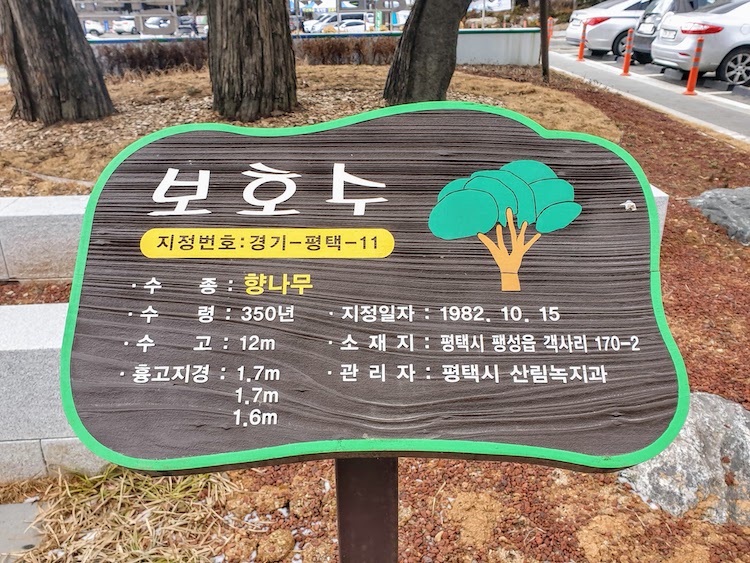 보호수
지정번호:경기-평택-11
· 수 종 : 향나무
· 수 령 : 350년 · 지정일자 : 1982. 10. 15
· 수 고 : 12m · 소 재 지 : 평택시 팽성읍 객사리 170-2
· 흉고지경 : 1.7m · 관 리 자 : 평택시 산림녹지과
1.7m
1.6m